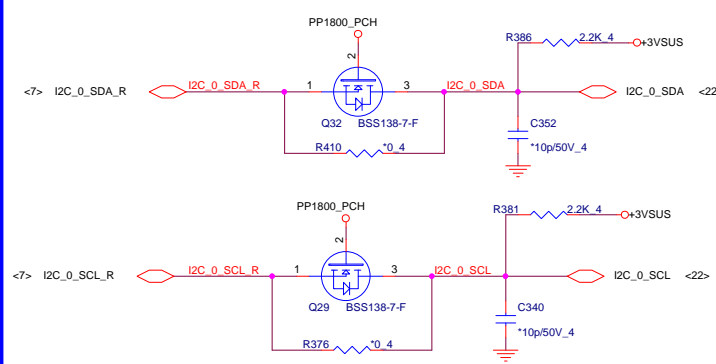 PP1800_PCH
R386 2.2K_4 +3VSUS
2
<7> I2C_0_SDA_R I2C_0_SDA_R 1 3 I2C_0_SDA I2C_0_SDA <22
Q32 BSS138-7-F
C352
*10p/50V_4
R410 *0_4
PP1800_PCH
R381 2.2K_4 +3VSUS
2
<7> I2C_0_SCL_R I2C_0_SCL_R 1 3 I2C_0_SCL I2C_0_SCL <22>
Q29 BSS138-7-F
C340
*10p/50V_4
R376 *0_4